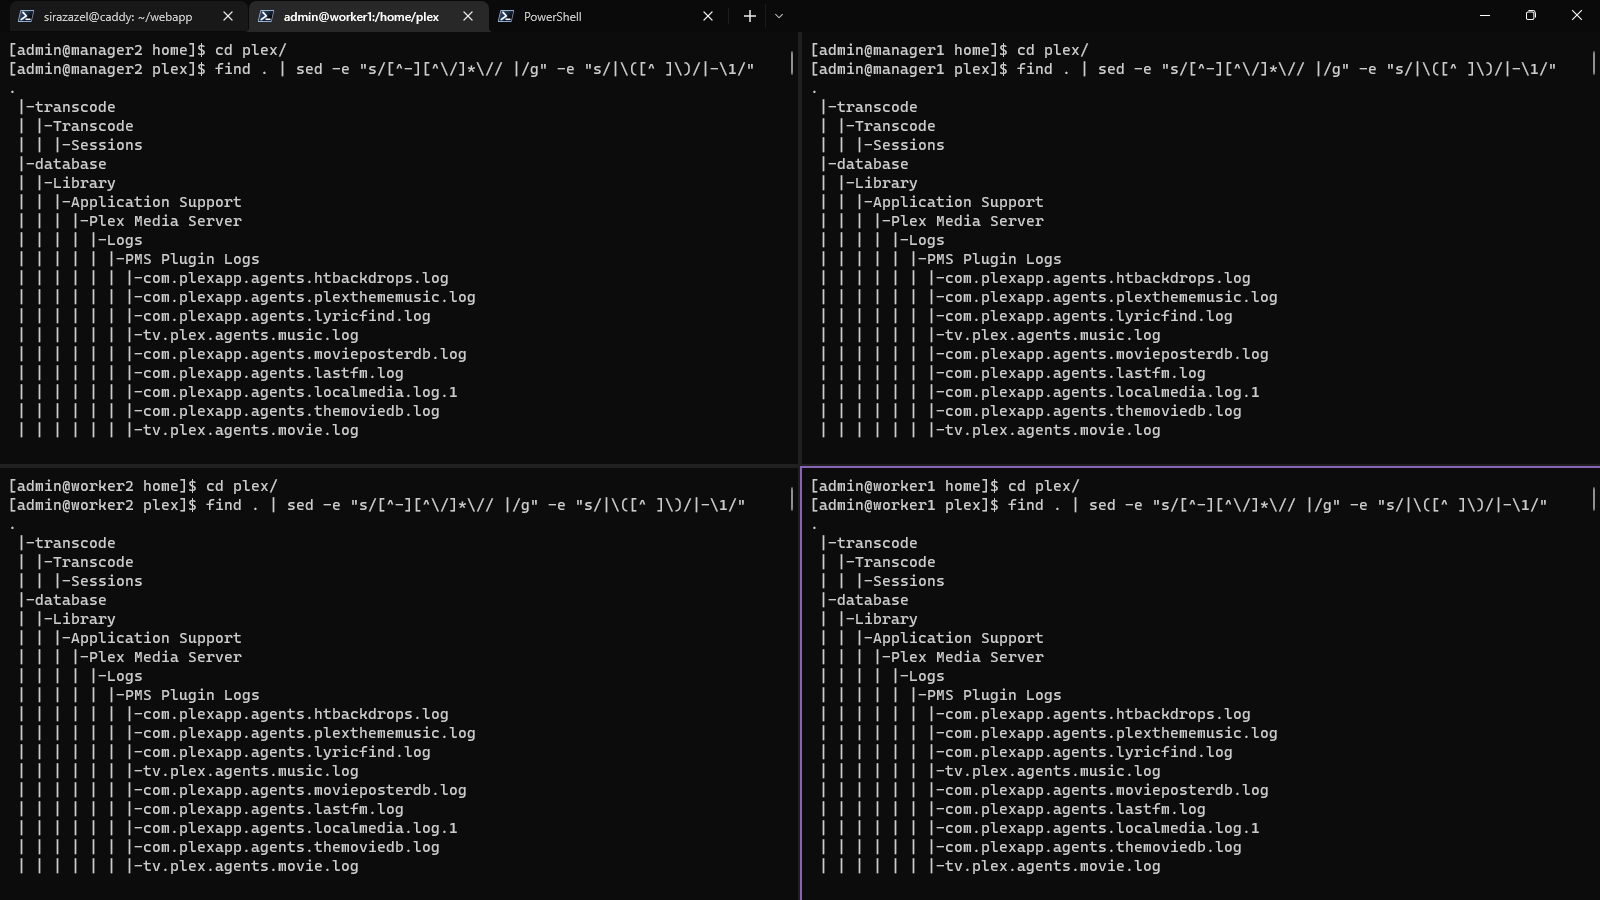 sirazazel@caddy: ~/webapp
admin@worker1:/home/plex
PowerShell
[admin@manager2 home]$ cd plex/
[admin@manager2 plex]$ find . | sed -e "s/[^-][^\/]*\// |/g" -e "s/|\([^ ]\)/|-\1/"
.
 |-transcode
 | |-Transcode
 | | |-Sessions
 |-database
 | |-Library
 | | |-Application Support
 | | | |-Plex Media Server
 | | | | |-Logs
 | | | | | |-PMS Plugin Logs
 | | | | | | |-com.plexapp.agents.htbackdrops.log
 | | | | | | |-com.plexapp.agents.plexthememusic.log
 | | | | | | |-com.plexapp.agents.lyricfind.log
 | | | | | | |-tv.plex.agents.music.log
 | | | | | | |-com.plexapp.agents.movieposterdb.log
 | | | | | | |-com.plexapp.agents.lastfm.log
 | | | | | | |-com.plexapp.agents.localmedia.log.1
 | | | | | | |-com.plexapp.agents.themoviedb.log
 | | | | | | |-tv.plex.agents.movie.log
[admin@manager1 home]$ cd plex/
[admin@manager1 plex]$ find . | sed -e "s/[^-][^\/]*\// |/g" -e "s/|\([^ ]\)/|-\1/"
.
 |-transcode
 | |-Transcode
 | | |-Sessions
 |-database
 | |-Library
 | | |-Application Support
 | | | |-Plex Media Server
 | | | | |-Logs
 | | | | | |-PMS Plugin Logs
 | | | | | | |-com.plexapp.agents.htbackdrops.log
 | | | | | | |-com.plexapp.agents.plexthememusic.log
 | | | | | | |-com.plexapp.agents.lyricfind.log
 | | | | | | |-tv.plex.agents.music.log
 | | | | | | |-com.plexapp.agents.movieposterdb.log
 | | | | | | |-com.plexapp.agents.lastfm.log
 | | | | | | |-com.plexapp.agents.localmedia.log.1
 | | | | | | |-com.plexapp.agents.themoviedb.log
 | | | | | | |-tv.plex.agents.movie.log
[admin@worker2 home]$ cd plex/
[admin@worker2 plex]$ find . | sed -e "s/[^-][^\/]*\// |/g" -e "s/|\([^ ]\)/|-\1/"
.
 |-transcode
 | |-Transcode
 | | |-Sessions
 |-database
 | |-Library
 | | |-Application Support
 | | | |-Plex Media Server
 | | | | |-Logs
 | | | | | |-PMS Plugin Logs
 | | | | | | |-com.plexapp.agents.htbackdrops.log
 | | | | | | |-com.plexapp.agents.plexthememusic.log
 | | | | | | |-com.plexapp.agents.lyricfind.log
 | | | | | | |-tv.plex.agents.music.log
 | | | | | | |-com.plexapp.agents.movieposterdb.log
 | | | | | | |-com.plexapp.agents.lastfm.log
 | | | | | | |-com.plexapp.agents.localmedia.log.1
 | | | | | | |-com.plexapp.agents.themoviedb.log
 | | | | | | |-tv.plex.agents.movie.log
[admin@worker1 home]$ cd plex/
[admin@worker1 plex]$ find . | sed -e "s/[^-][^\/]*\// |/g" -e "s/|\([^ ]\)/|-\1/"
.
 |-transcode
 | |-Transcode
 | | |-Sessions
 |-database
 | |-Library
 | | |-Application Support
 | | | |-Plex Media Server
 | | | | |-Logs
 | | | | | |-PMS Plugin Logs
 | | | | | | |-com.plexapp.agents.htbackdrops.log
 | | | | | | |-com.plexapp.agents.plexthememusic.log
 | | | | | | |-com.plexapp.agents.lyricfind.log
 | | | | | | |-tv.plex.agents.music.log
 | | | | | | |-com.plexapp.agents.movieposterdb.log
 | | | | | | |-com.plexapp.agents.lastfm.log
 | | | | | | |-com.plexapp.agents.localmedia.log.1
 | | | | | | |-com.plexapp.agents.themoviedb.log
 | | | | | | |-tv.plex.agents.movie.log